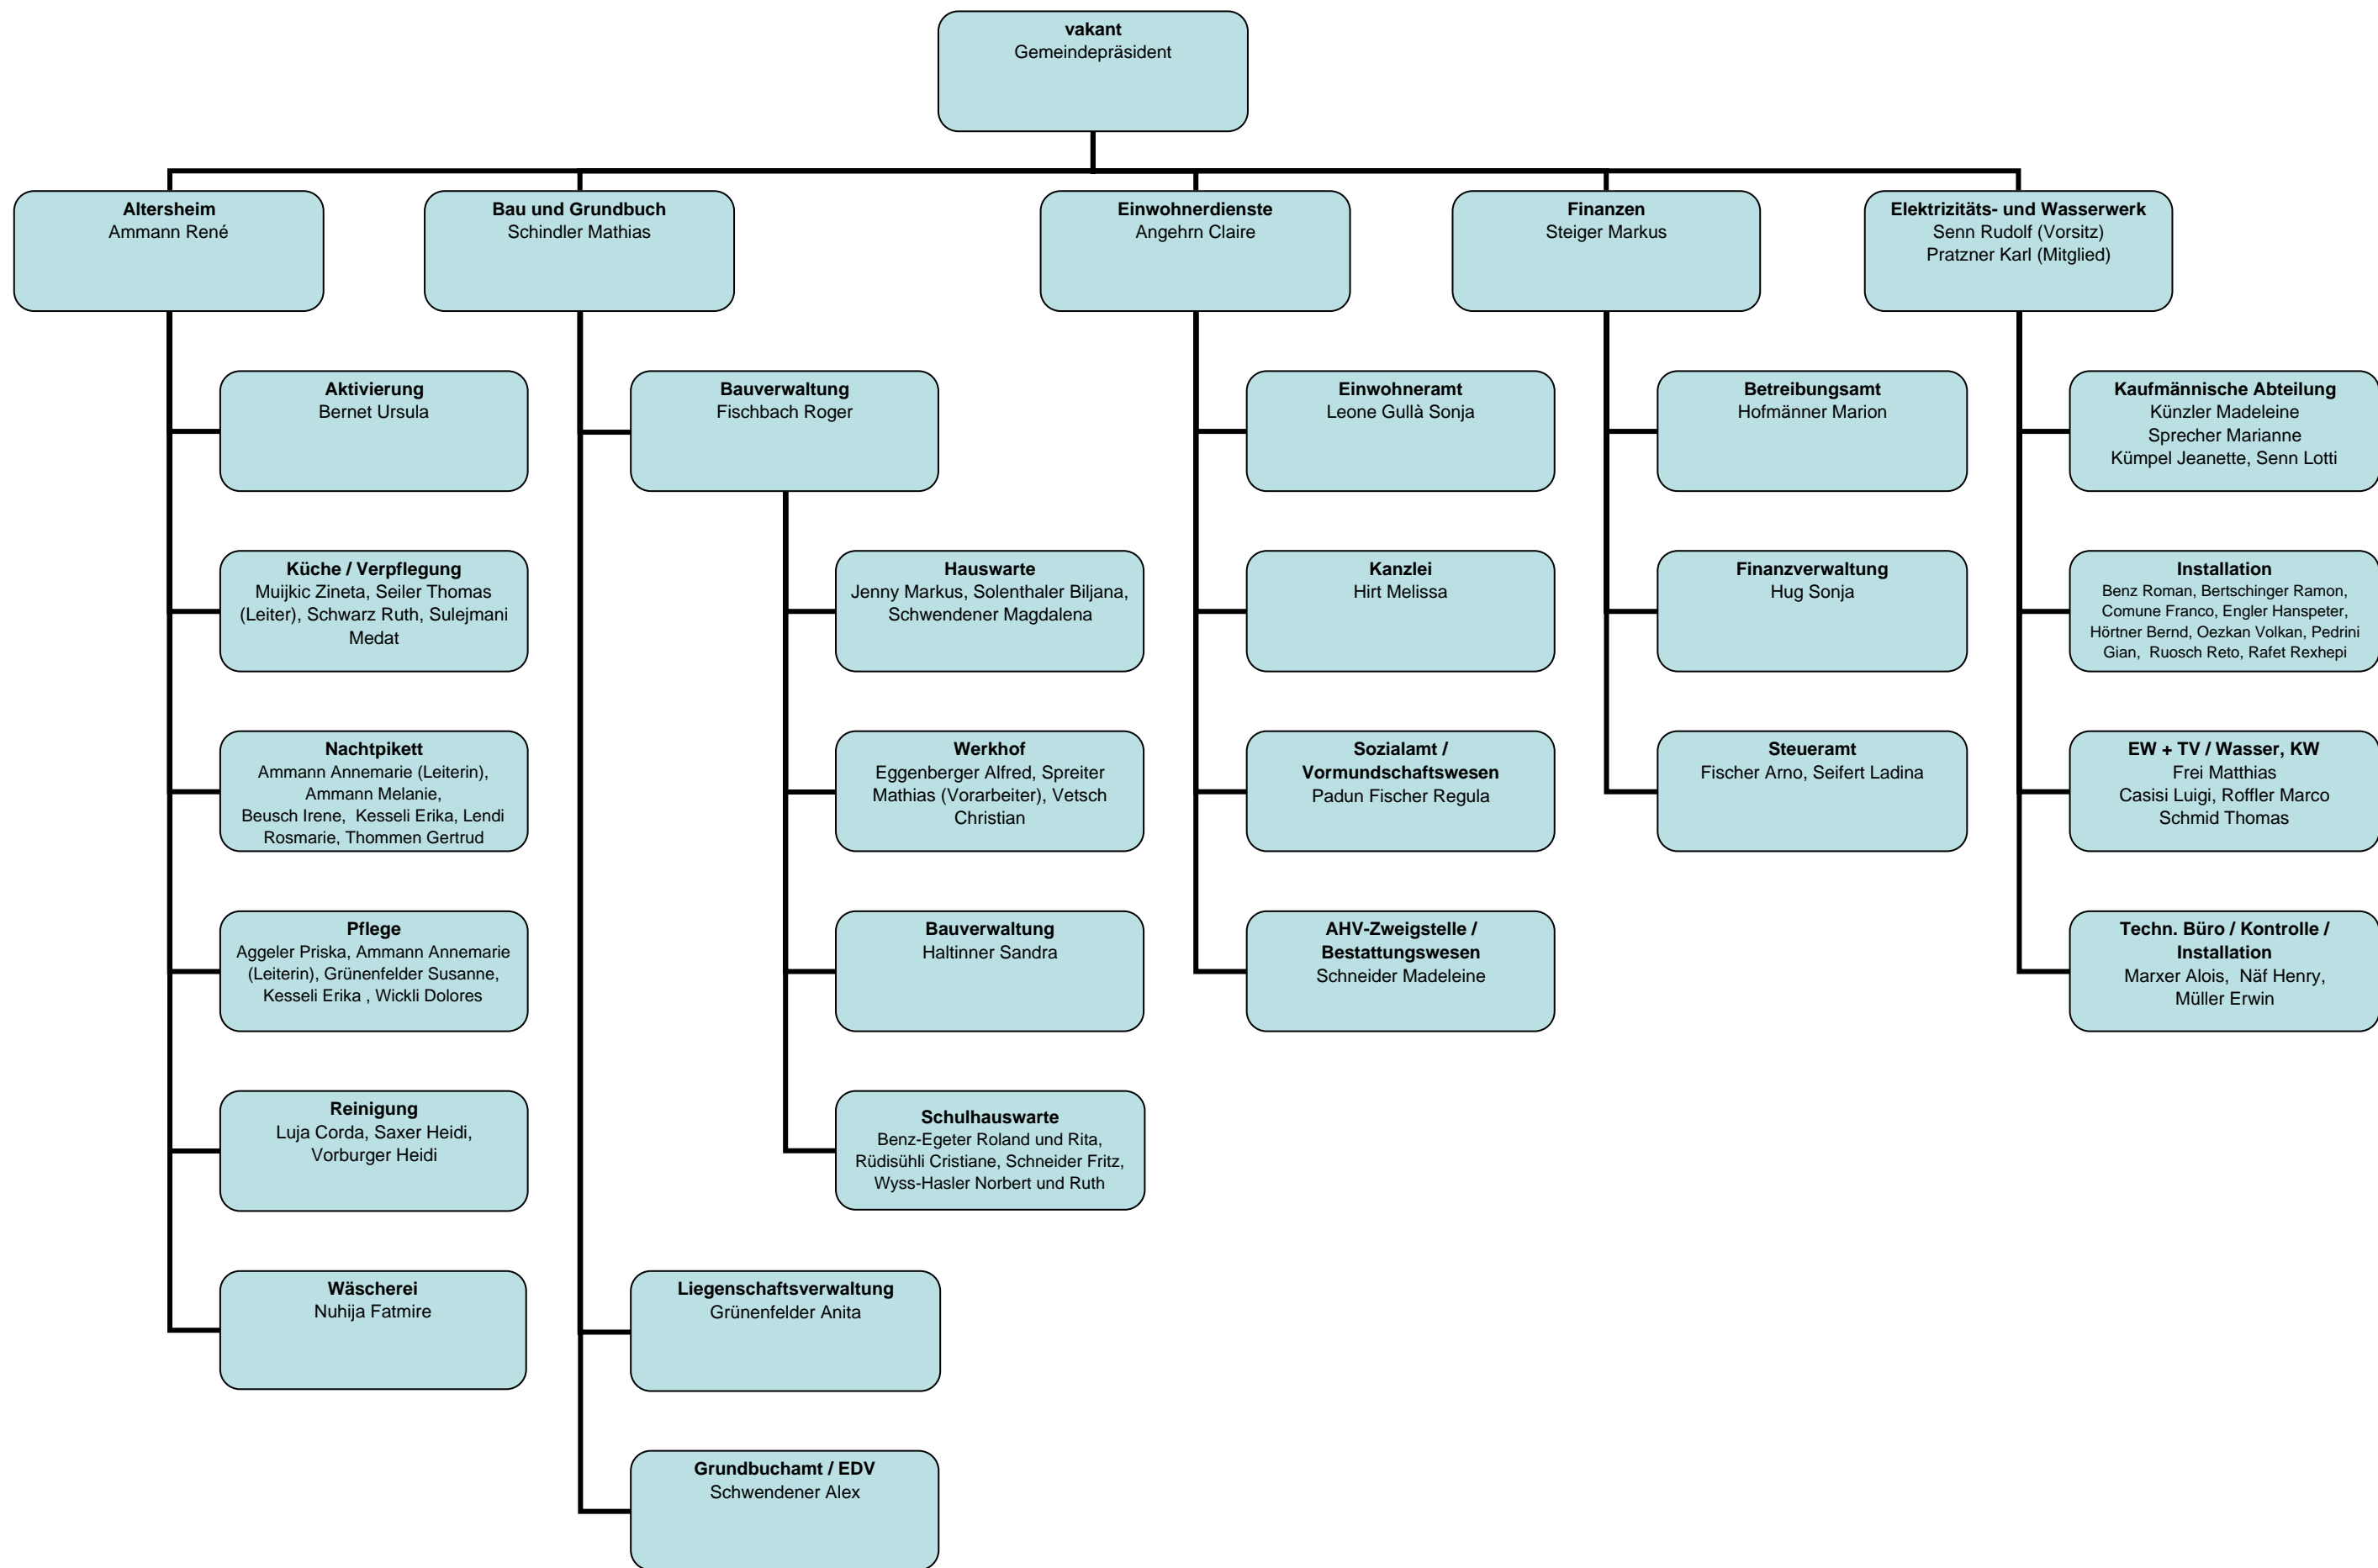 vakant
Gemeindepräsident
Altersheim
Ammann René
Bau und Grundbuch
Schindler Mathias
Einwohnerdienste
Angehrn Claire
Finanzen
Steiger Markus
Elektrizitäts- und Wasserwerk
Senn Rudolf (Vorsitz)
Pratzner Karl (Mitglied)
Aktivierung
Bernet Ursula
Bauverwaltung
Fischbach Roger
Einwohneramt
Leone Gullà Sonja
Betreibungsamt
Hofmänner Marion
Kaufmännische Abteilung
Künzler Madeleine
Sprecher Marianne
Kümpel Jeanette, Senn Lotti
Küche / Verpflegung
Muijkic Zineta, Seiler Thomas
(Leiter), Schwarz Ruth, Sulejmani
Medat
Hauswarte
Jenny Markus, Solenthaler Biljana,
Schwendener Magdalena
Kanzlei
Hirt Melissa
Finanzverwaltung
Hug Sonja
Installation
Benz Roman, Bertschinger Ramon,
Comune Franco, Engler Hanspeter,
Hörtner Bernd, Oezkan Volkan, Pedrini
Gian,  Ruosch Reto, Rafet Rexhepi
Nachtpikett
Ammann Annemarie (Leiterin),
Ammann Melanie,
Beusch Irene,  Kesseli Erika, Lendi
Rosmarie, Thommen Gertrud
Werkhof
Eggenberger Alfred, Spreiter
Mathias (Vorarbeiter), Vetsch
Christian
Sozialamt /
Vormundschaftswesen
Padun Fischer Regula
Steueramt
Fischer Arno, Seifert Ladina
EW + TV / Wasser, KW
Frei Matthias
Casisi Luigi, Roffler Marco
Schmid Thomas
Pflege
Aggeler Priska, Ammann Annemarie
(Leiterin), Grünenfelder Susanne,
Kesseli Erika , Wickli Dolores
Bauverwaltung
Haltinner Sandra
AHV-Zweigstelle /
Bestattungswesen
Schneider Madeleine
Techn. Büro / Kontrolle /
Installation
Marxer Alois,  Näf Henry,
Müller Erwin
Reinigung
Luja Corda, Saxer Heidi,
Vorburger Heidi
Schulhauswarte
Benz-Egeter Roland und Rita,
Rüdisühli Cristiane, Schneider Fritz,
Wyss-Hasler Norbert und Ruth
Wäscherei
Nuhija Fatmire
Liegenschaftsverwaltung
Grünenfelder Anita
Grundbuchamt / EDV
Schwendener Alex